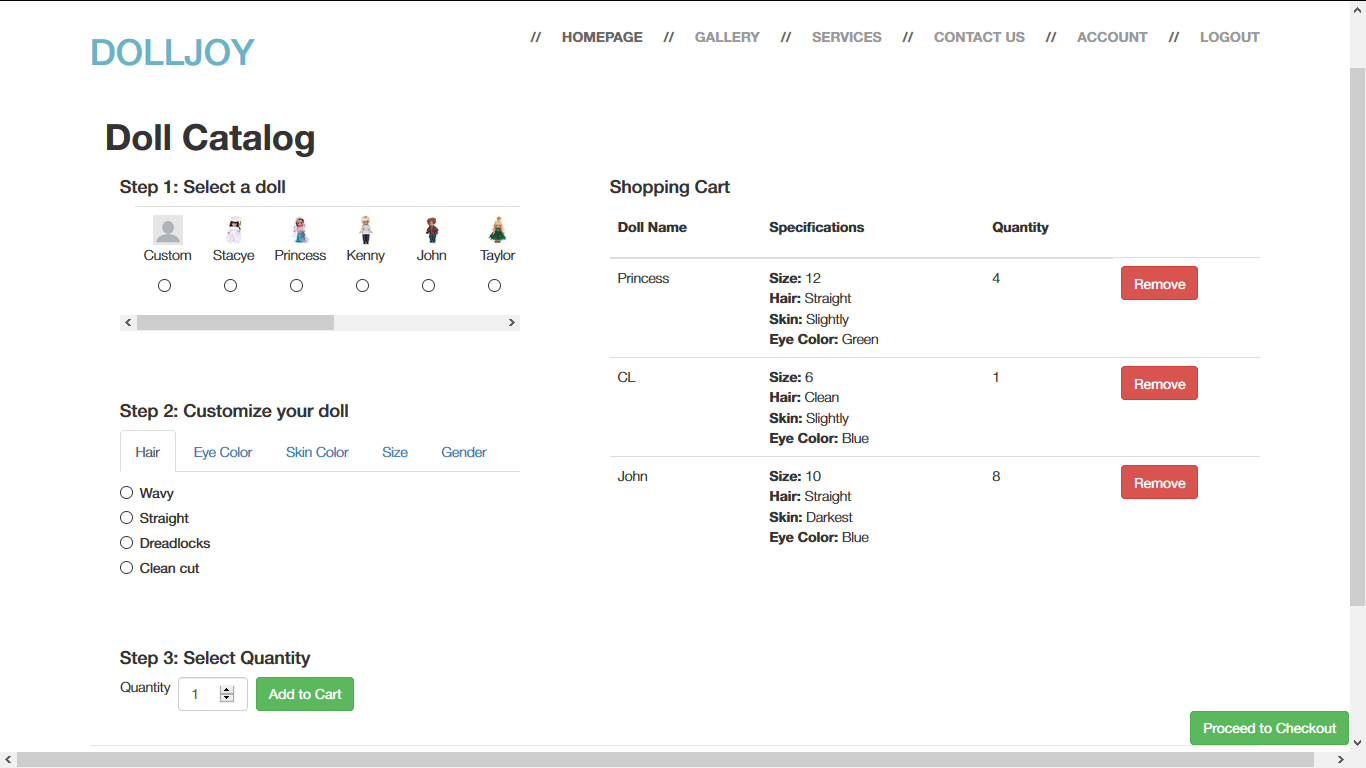 DOLLJOY
// HOMEPAGE // GALLERY // SERVICES // CONTACT US // ACCOUNT // LOGOUT
Doll Catalog
Step 1: Select a doll
Custom Stacye Princess Kenny John Taylor
Step 2: Customize your doll
Hair Eye Color Skin Color Size Gender
Wavy
Straight
Dreadlocks
Clean cut
Step 3: Select Quantity
Quantity 1 Add to Cart
Shopping Cart
Doll Name Specifications Quantity
Princess Size: 12 4 Remove
Hair: Straight
Skin: Slightly
Eye Color: Green
CL Size: 6 1 Remove
Hair: Clean
Skin: Slightly
Eye Color: Blue
John Size: 10 8 Remove
Hair: Straight
Skin: Darkest
Eye Color: Blue
Proceed to Checkout